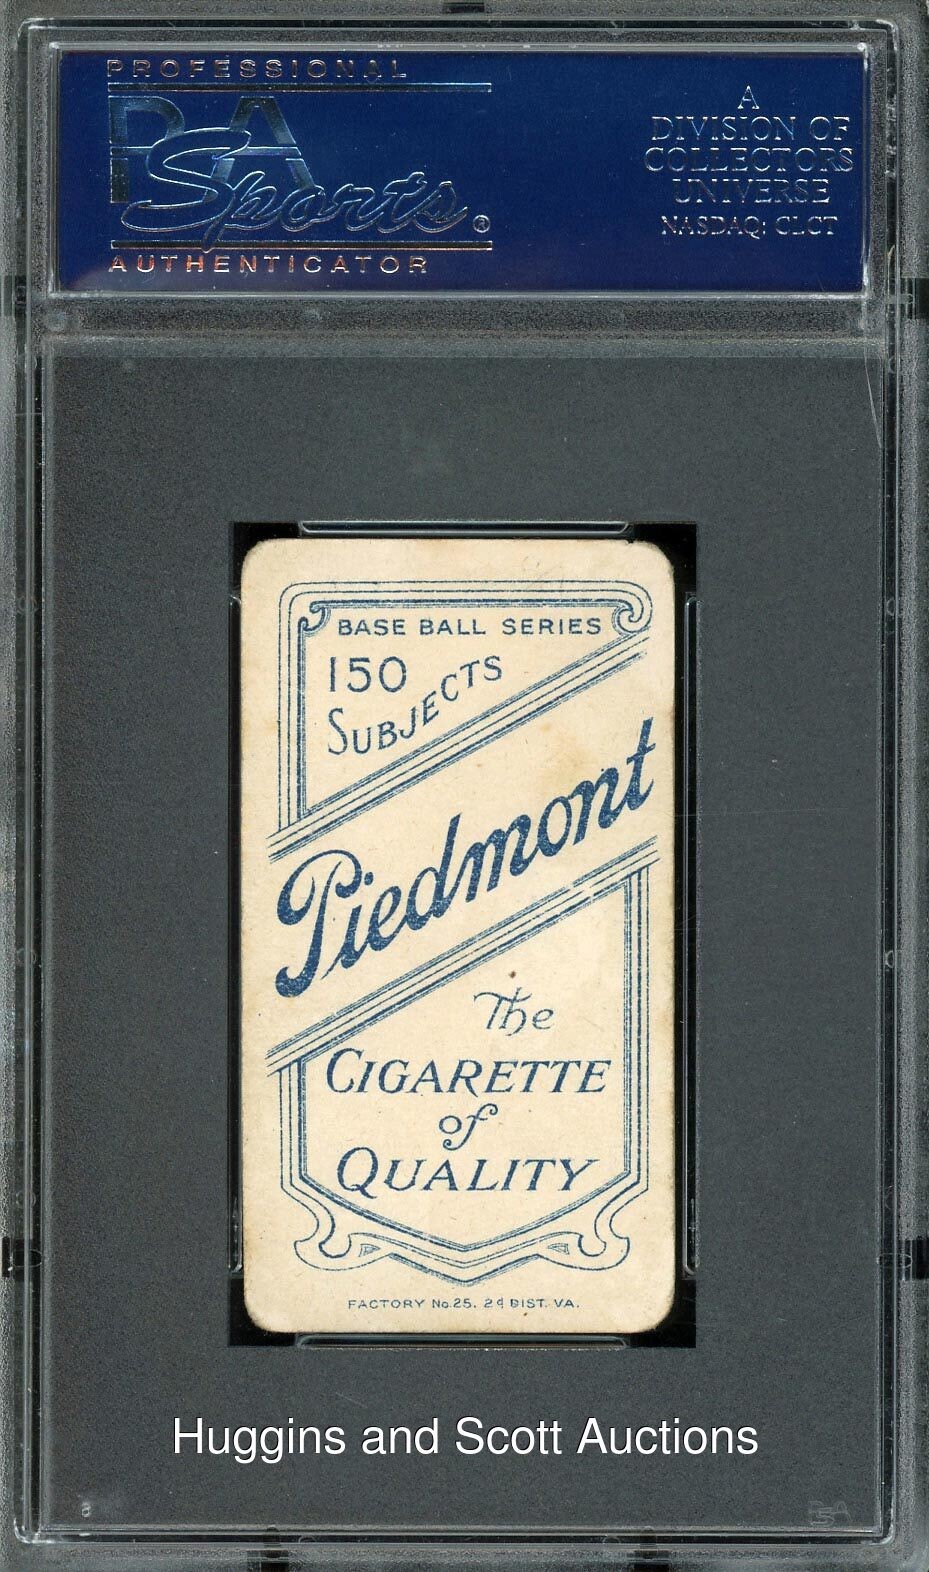 PROFESSIONAL
PSA
Sports®
AUTHENTICATOR
A
DIVISION OF
COLLECTORS
UNIVERSE
NASDAQ: CLCT
BASE BALL SERIES
150
SUBJECTS
Piedmont
The
CIGARETTE
of
QUALITY
FACTORY No. 25. 2d DIST. VA.
Huggins and Scott Auctions
PSA